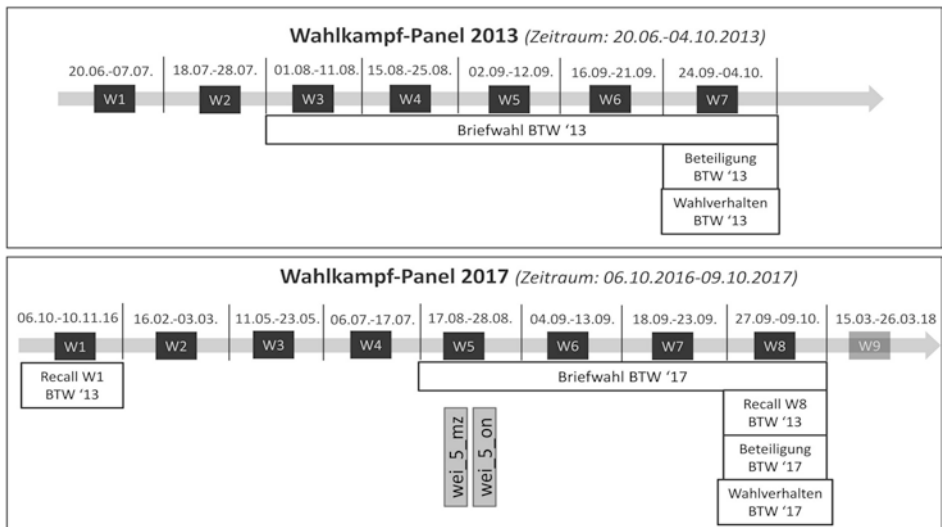 Wahlkampf-Panel 2013 (Zeitraum: 20.06.-04.10.2013)
20.06.-07.07. 18.07.-28.07. 01.08.-11.08. 15.08.-25.08. 02.09.-12.09. 16.09.-21.09. 24.09.-04.10.
W1 W2 W3 W4 W5 W6 W7
Briefwahl BTW ‘13
Beteiligung
BTW ‘13
Wahlverhalten
BTW ‘13
Wahlkampf-Panel 2017 (Zeitraum: 06.10.2016-09.10.2017)
06.10.-10.11.16 16.02.-03.03. 11.05.-23.05. 06.07.-17.07. 17.08.-28.08. 04.09.-13.09. 18.09.-23.09. 27.09.-09.10. 15.03.-26.03.18
W1 W2 W3 W4 W5 W6 W7 W8 W9
Recall W1
BTW ‘13
Briefwahl BTW ‘17
wei_5_mz
wei_5_on
Recall W8
BTW ‘13
Beteiligung
BTW ‘17
Wahlverhalten
BTW ‘17